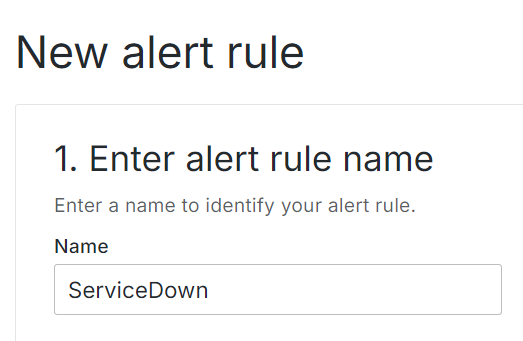 New alert rule
1. Enter alert rule name
Enter a name to identify your alert rule.
Name
ServiceDown